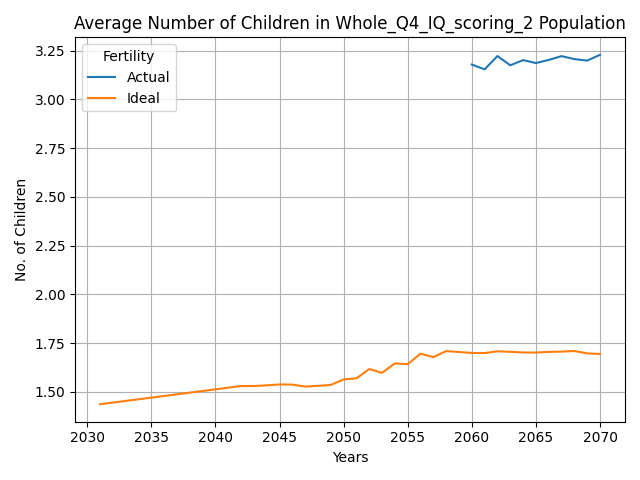 Average Number of Children in Whole_Q4_IQ_scoring_2 Population
Fertility
Actual
Ideal
3.25
3.00
2.75
2.50
2.25
2.00
1.75
1.50
No. of Children
2030 2035 2040 2045 2050 2055 2060 2065 2070
Years